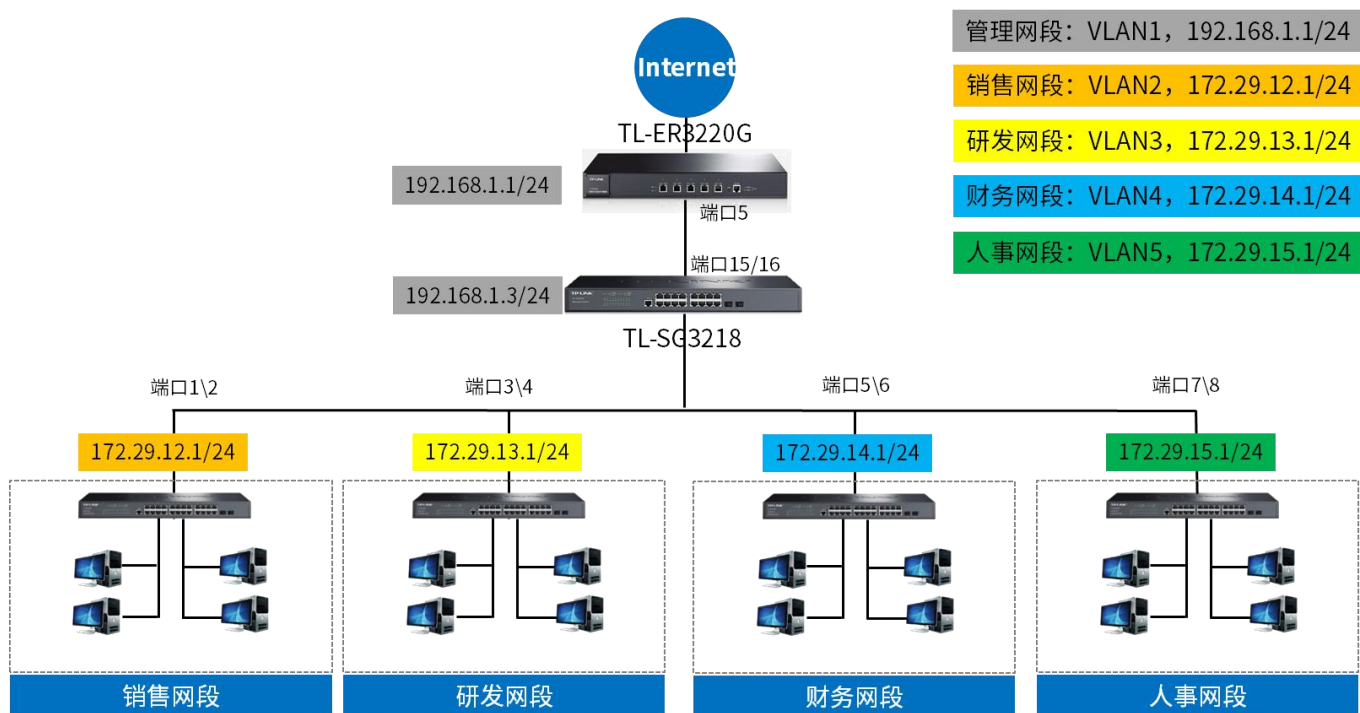 Internet
管理网段：VLAN1，192.168.1.1/24
销售网段：VLAN2，172.29.12.1/24
研发网段：VLAN3，172.29.13.1/24
财务网段：VLAN4，172.29.14.1/24
人事网段：VLAN5，172.29.15.1/24
TL-ER3220G
192.168.1.1/24
端口5
端口15/16
192.168.1.3/24
TP-LINK
TL-SG3218
端口1\2
端口3\4
端口5\6
端口7\8
172.29.12.1/24
172.29.13.1/24
172.29.14.1/24
172.29.15.1/24
销售网段
研发网段
财务网段
人事网段